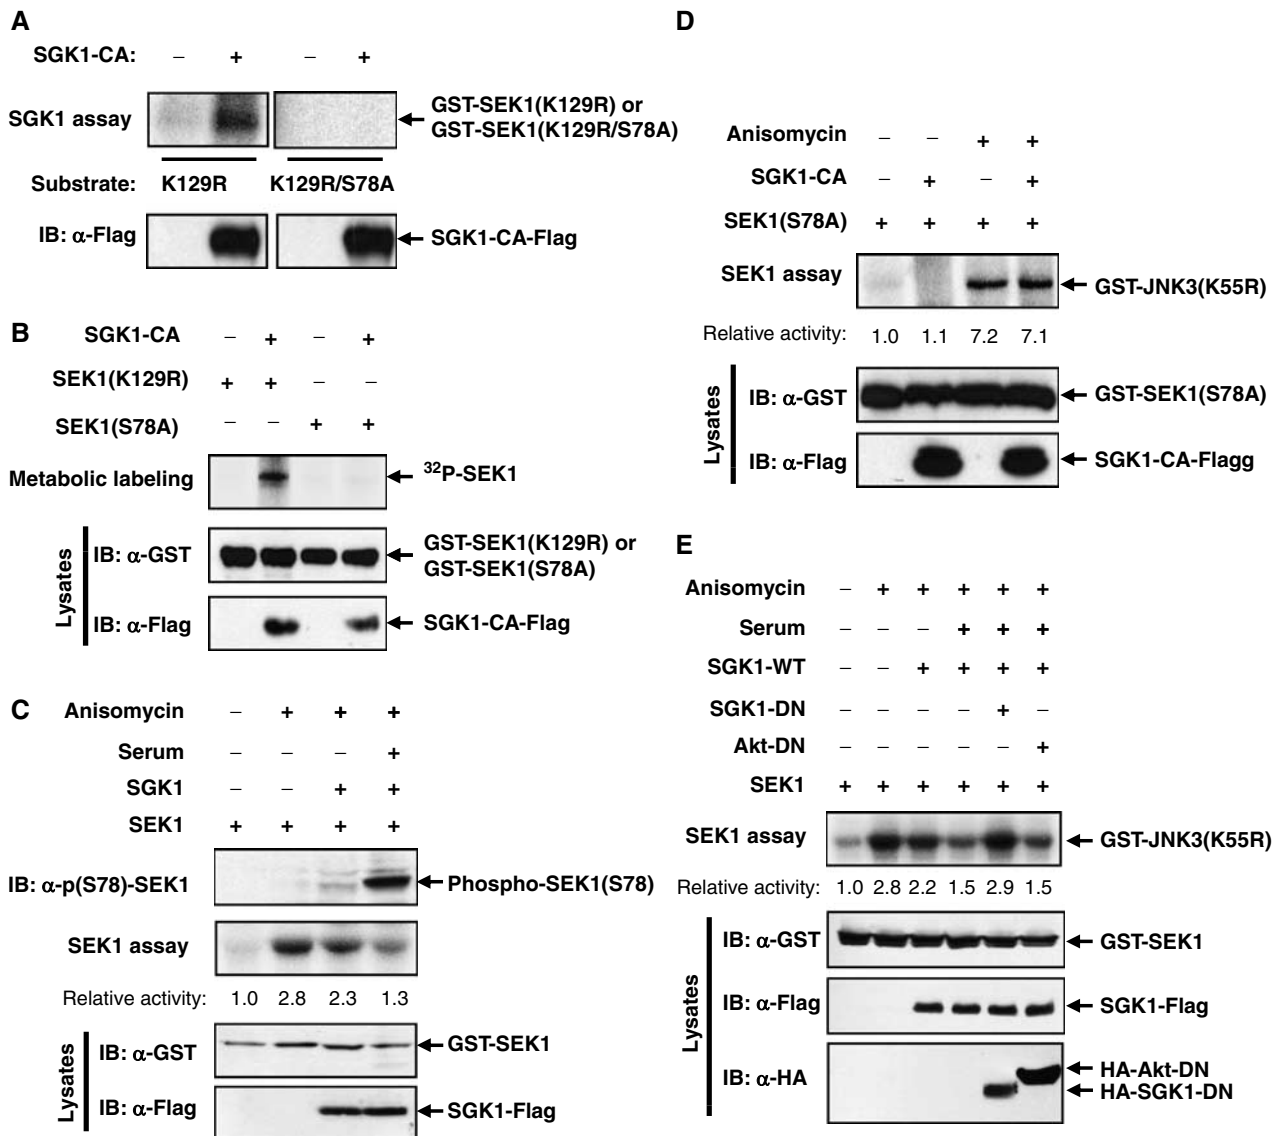 A
SGK1-CA: – + – +
SGK1 assay
GST-SEK1(K129R) or
GST-SEK1(K129R/S78A)
Substrate: K129R K129R/S78A
IB: α-Flag
SGK1-CA-Flag
B
SGK1-CA – + – +
SEK1(K129R) + + – –
SEK1(S78A) – – + +
Metabolic labeling
32P-SEK1
Lysates
IB: α-GST
GST-SEK1(K129R) or
GST-SEK1(S78A)
IB: α-Flag
SGK1-CA-Flag
C
Anisomycin – + + +
Serum – – – +
SGK1 – – + +
SEK1 + + + +
IB: α-p(S78)-SEK1
Phospho-SEK1(S78)
SEK1 assay
Relative activity: 1.0 2.8 2.3 1.3
Lysates
IB: α-GST
GST-SEK1
IB: α-Flag
SGK1-Flag
D
Anisomycin – – + +
SGK1-CA – + – +
SEK1(S78A) + + + +
SEK1 assay
GST-JNK3(K55R)
Relative activity: 1.0 1.1 7.2 7.1
Lysates
IB: α-GST
GST-SEK1(S78A)
IB: α-Flag
SGK1-CA-Flagg
E
Anisomycin – + + + + +
Serum – – – + + +
SGK1-WT – – + + + +
SGK1-DN – – – – + –
Akt-DN – – – – – +
SEK1 + + + + + +
SEK1 assay
GST-JNK3(K55R)
Relative activity: 1.0 2.8 2.2 1.5 2.9 1.5
Lysates
IB: α-GST
GST-SEK1
IB: α-Flag
SGK1-Flag
IB: α-HA
HA-Akt-DN
HA-SGK1-DN